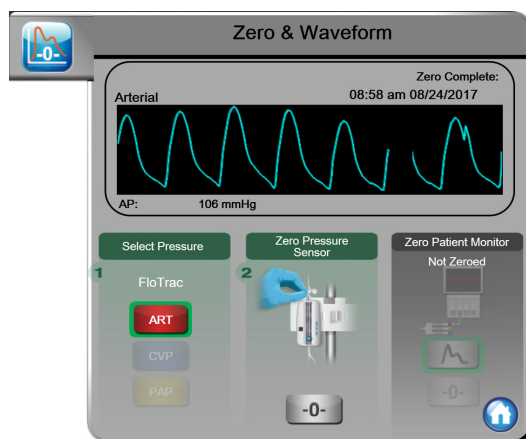 -0-
Zero & Waveform
Zero Complete:
Arterial
08:58 am 08/24/2017
AP: 106 mmHg
Select Pressure
1
FloTrac
ART
CVP
PAP
Zero Pressure
Sensor
2
-0-
Zero Patient Monitor
Not Zeroed
-0-